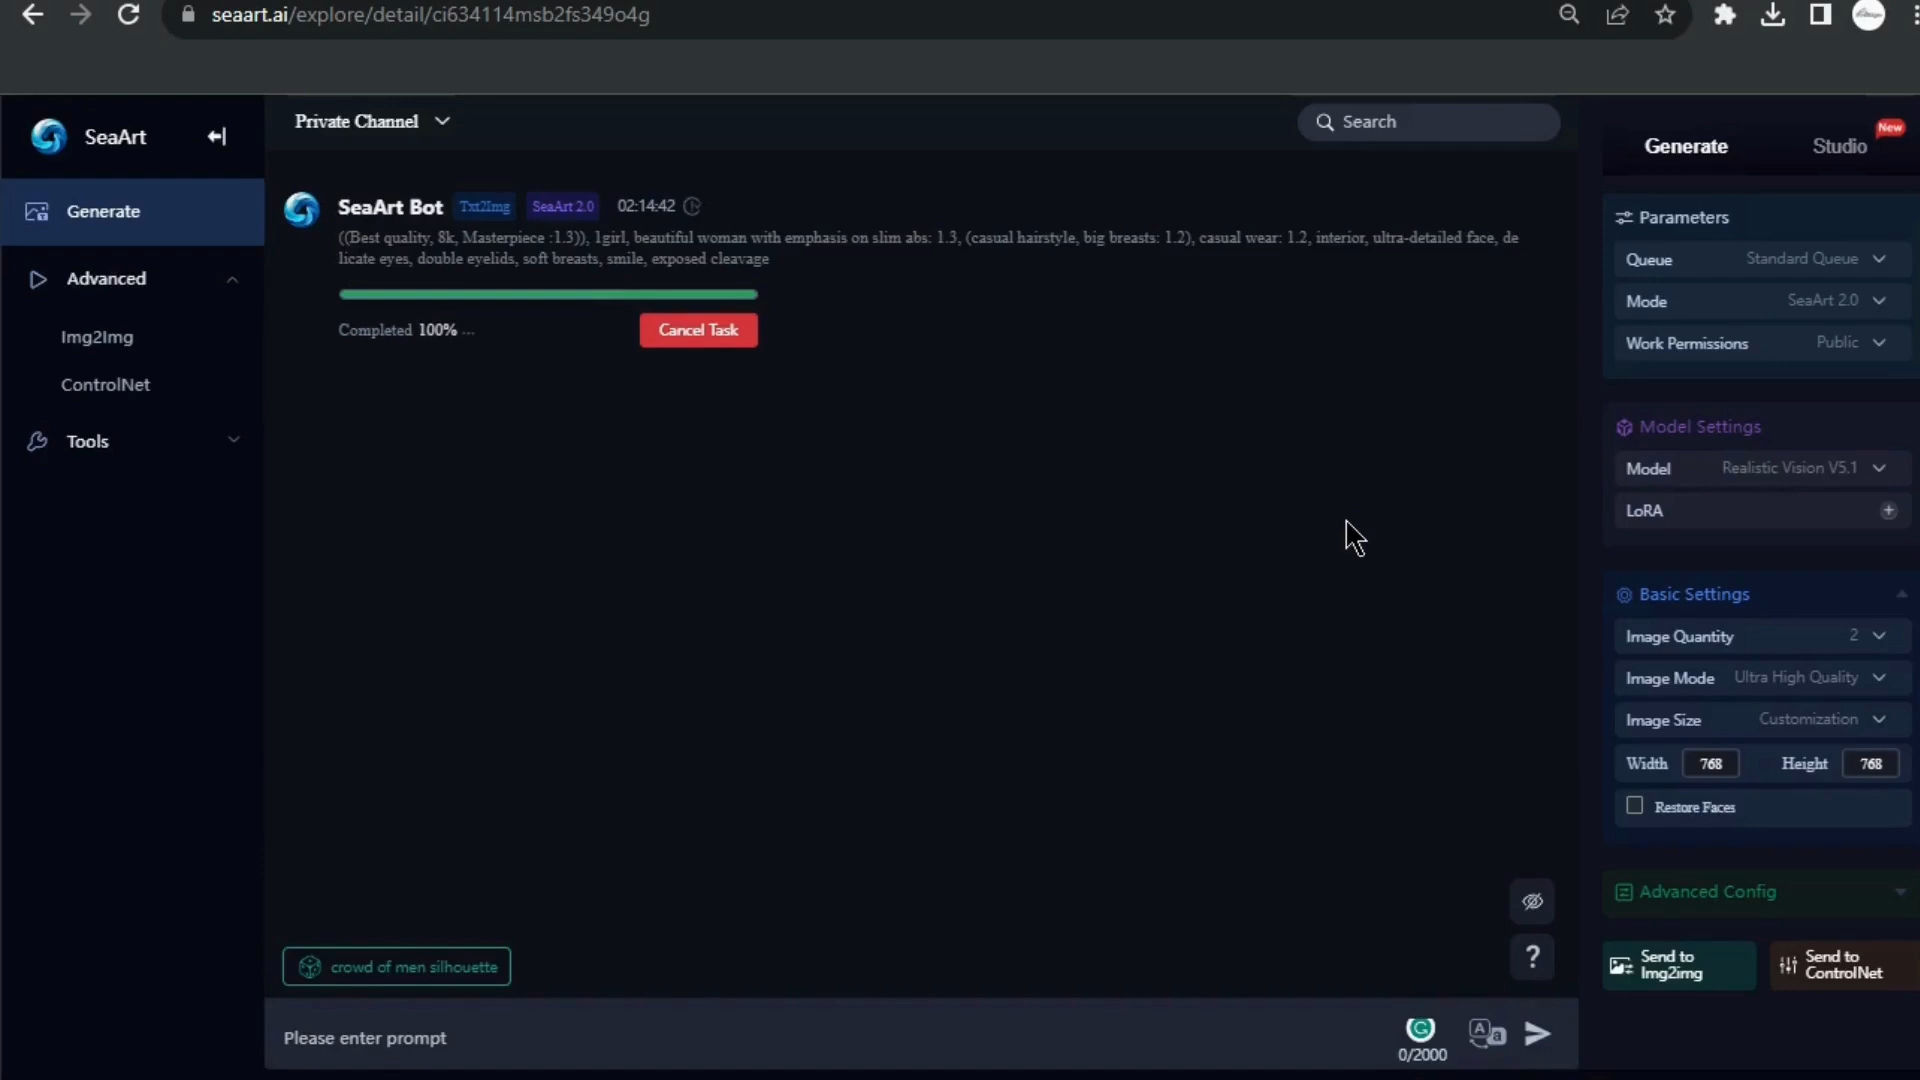 seaart.ai/explore/detail/ci634114msb2fs349o4g
SeaArt
Private Channel
Search
Generate
Studio
New
Generate
Advanced
Img2Img
ControlNet
Tools
SeaArt Bot Txt2Img SeaArt 2.0 02:14:42
((Best quality, 8k, Masterpiece :1.3)), 1girl, beautiful woman with emphasis on slim abs: 1.3, (casual hairstyle, big breasts: 1.2), casual wear: 1.2, interior, ultra-detailed face, de
licate eyes, double eyelids, soft breasts, smile, exposed cleavage
Completed 100% ...
Cancel Task
Parameters
Queue Standard Queue
Mode SeaArt 2.0
Work Permissions Public
Model Settings
Model Realistic Vision V5.1
LoRA
Basic Settings
Image Quantity 2
Image Mode Ultra High Quality
Image Size Customization
Width 768 Height 768
Restore Faces
Advanced Config
Send to
Img2img
Send to
ControlNet
?
crowd of men silhouette
Please enter prompt
0/2000